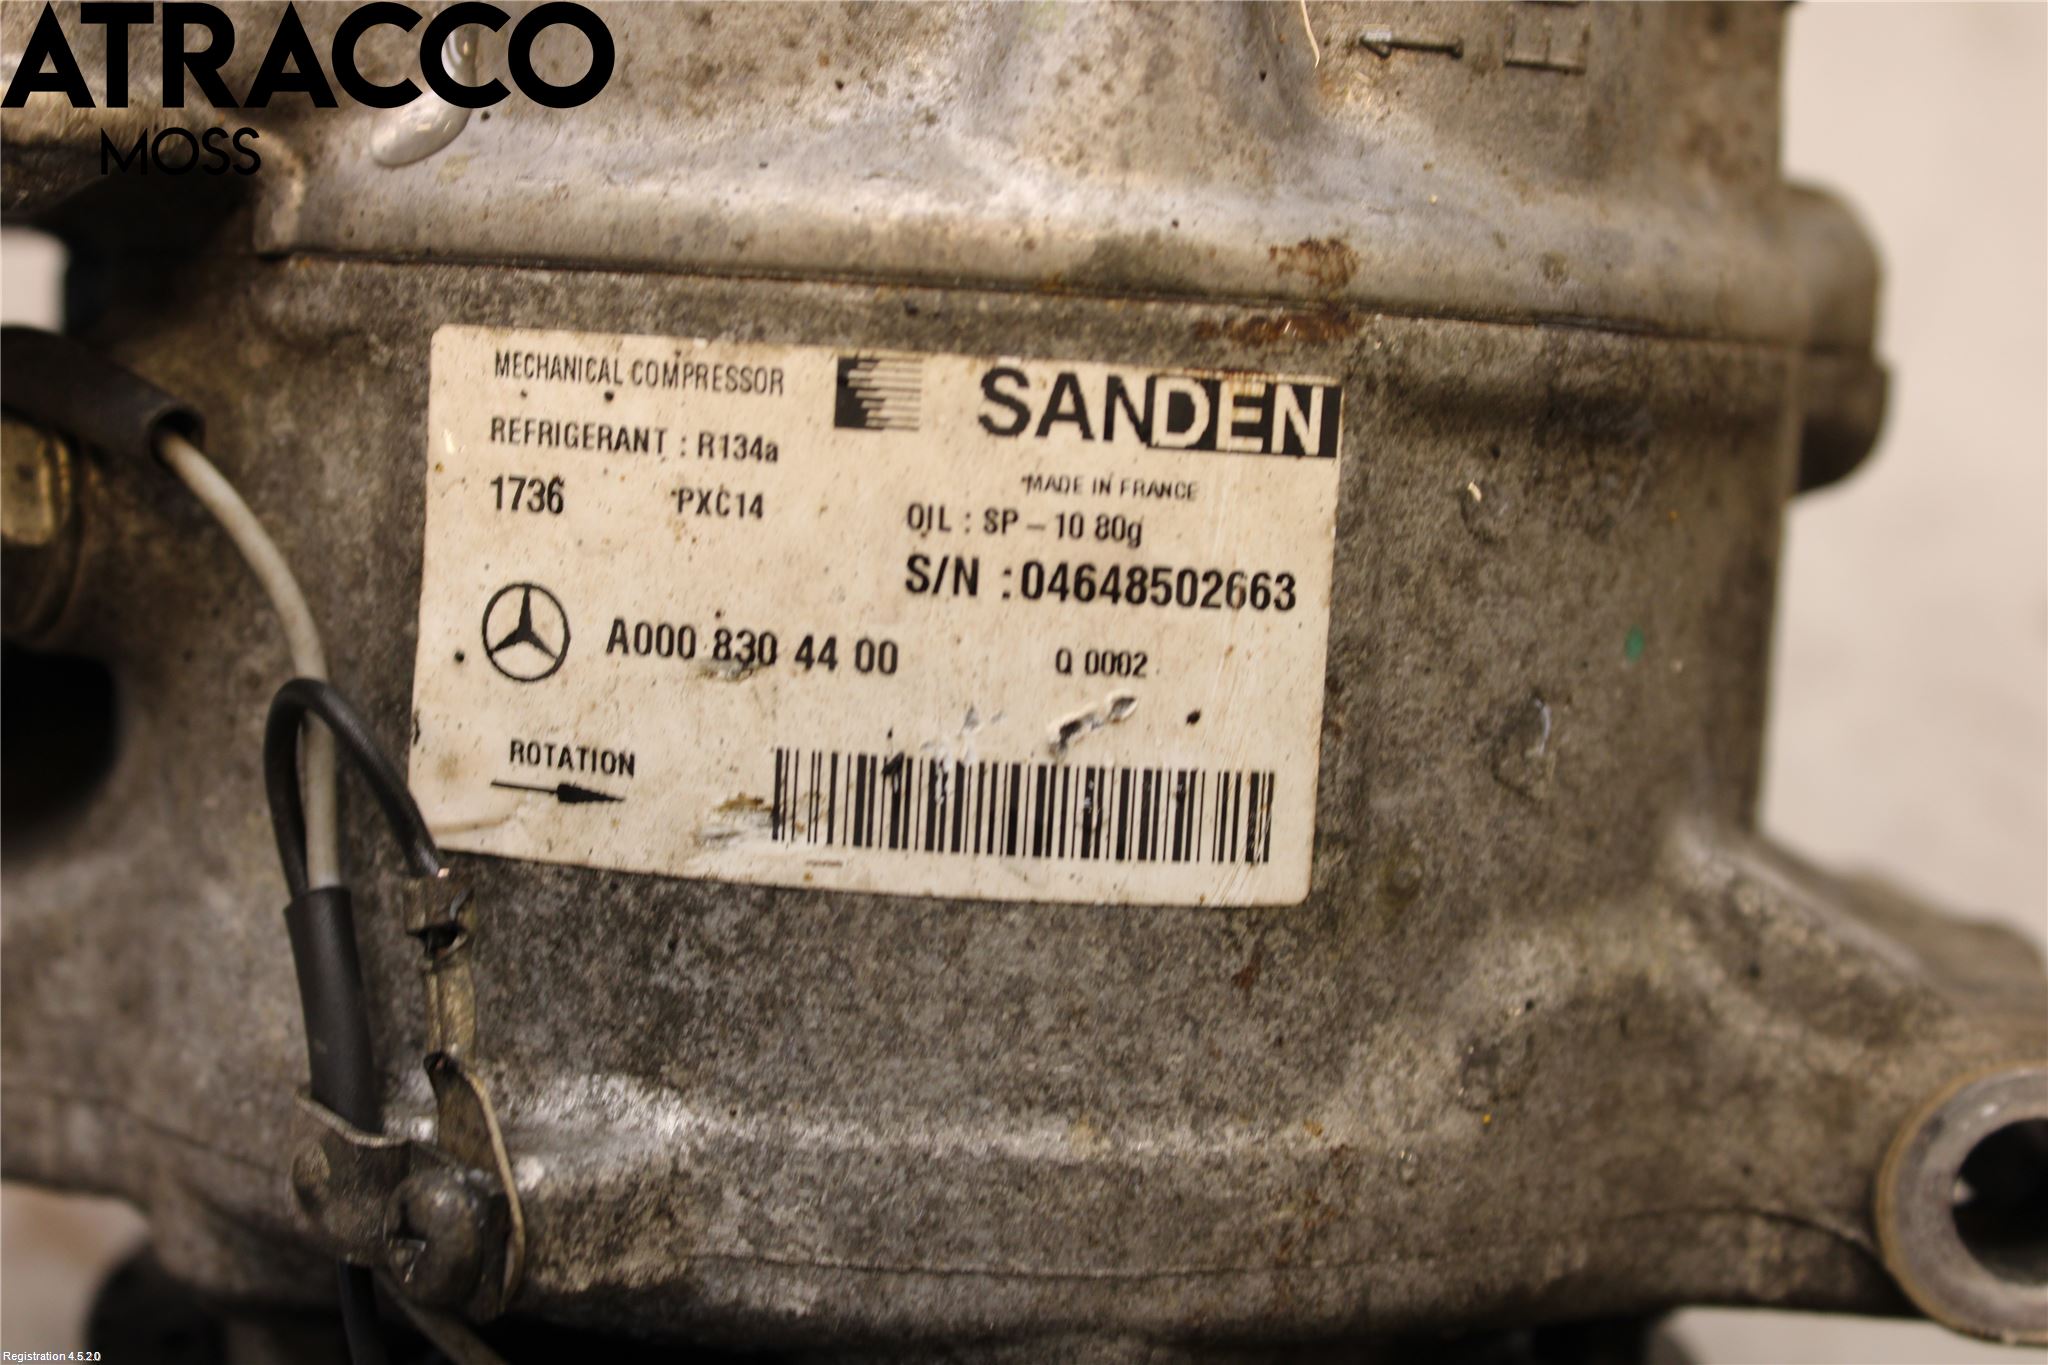 ATRACCO
MOSS
MECHANICAL COMPRESSOR
SANDEN
REFRIGERANT : R134a
MADE IN FRANCE
1736 PXC14
OIL : SP – 10 80g
S/N : 04648502663
A000 830 44 00
Q 0002
ROTATION
Registration 4.5.2.0